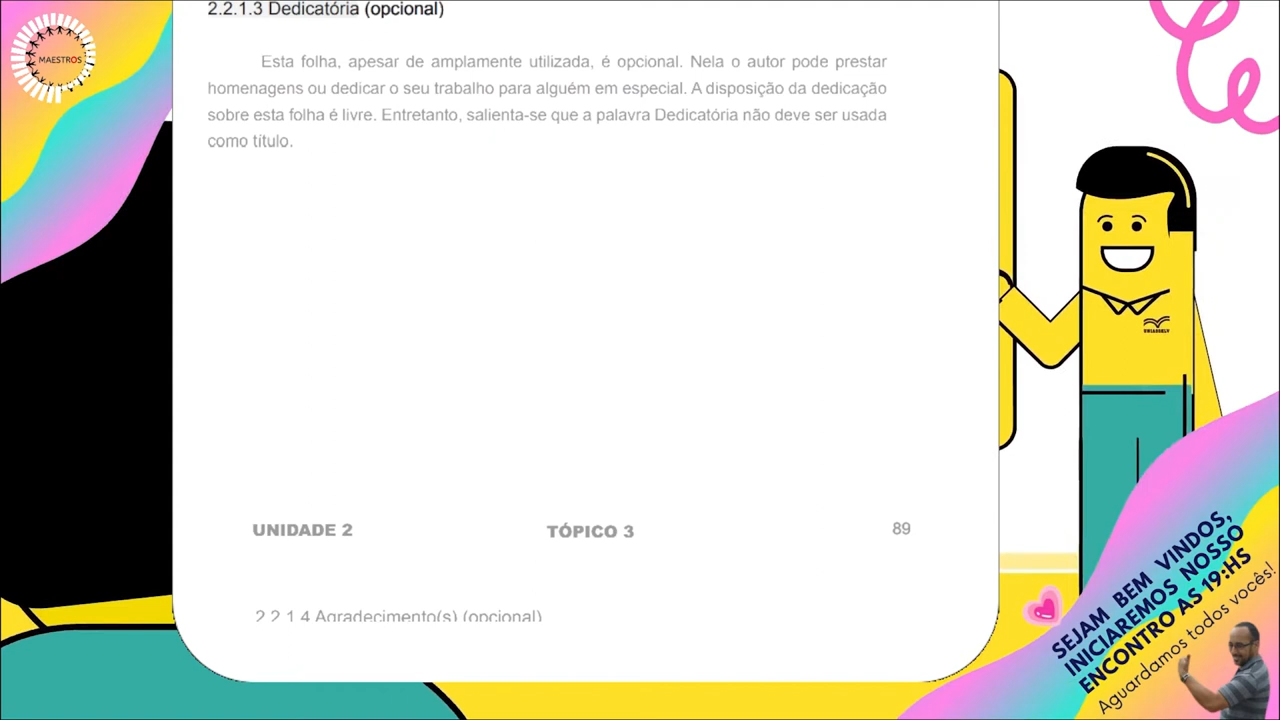 MAESTROS
2.2.1.3 Dedicatória (opcional)
Esta folha, apesar de amplamente utilizada, é opcional. Nela o autor pode prestar
homenagens ou dedicar o seu trabalho para alguém em especial. A disposição da dedicação
sobre esta folha é livre. Entretanto, salienta-se que a palavra Dedicatória não deve ser usada
como título.
UNIASSELVI
UNIDADE 2 TÓPICO 3 89
2.2.1.4 Agradecimento(s) (opcional)
SEJAM BEM VINDOS,
INICIAREMOS NOSSO
ENCONTRO AS 19:HS
Aguardamos todos vocês!